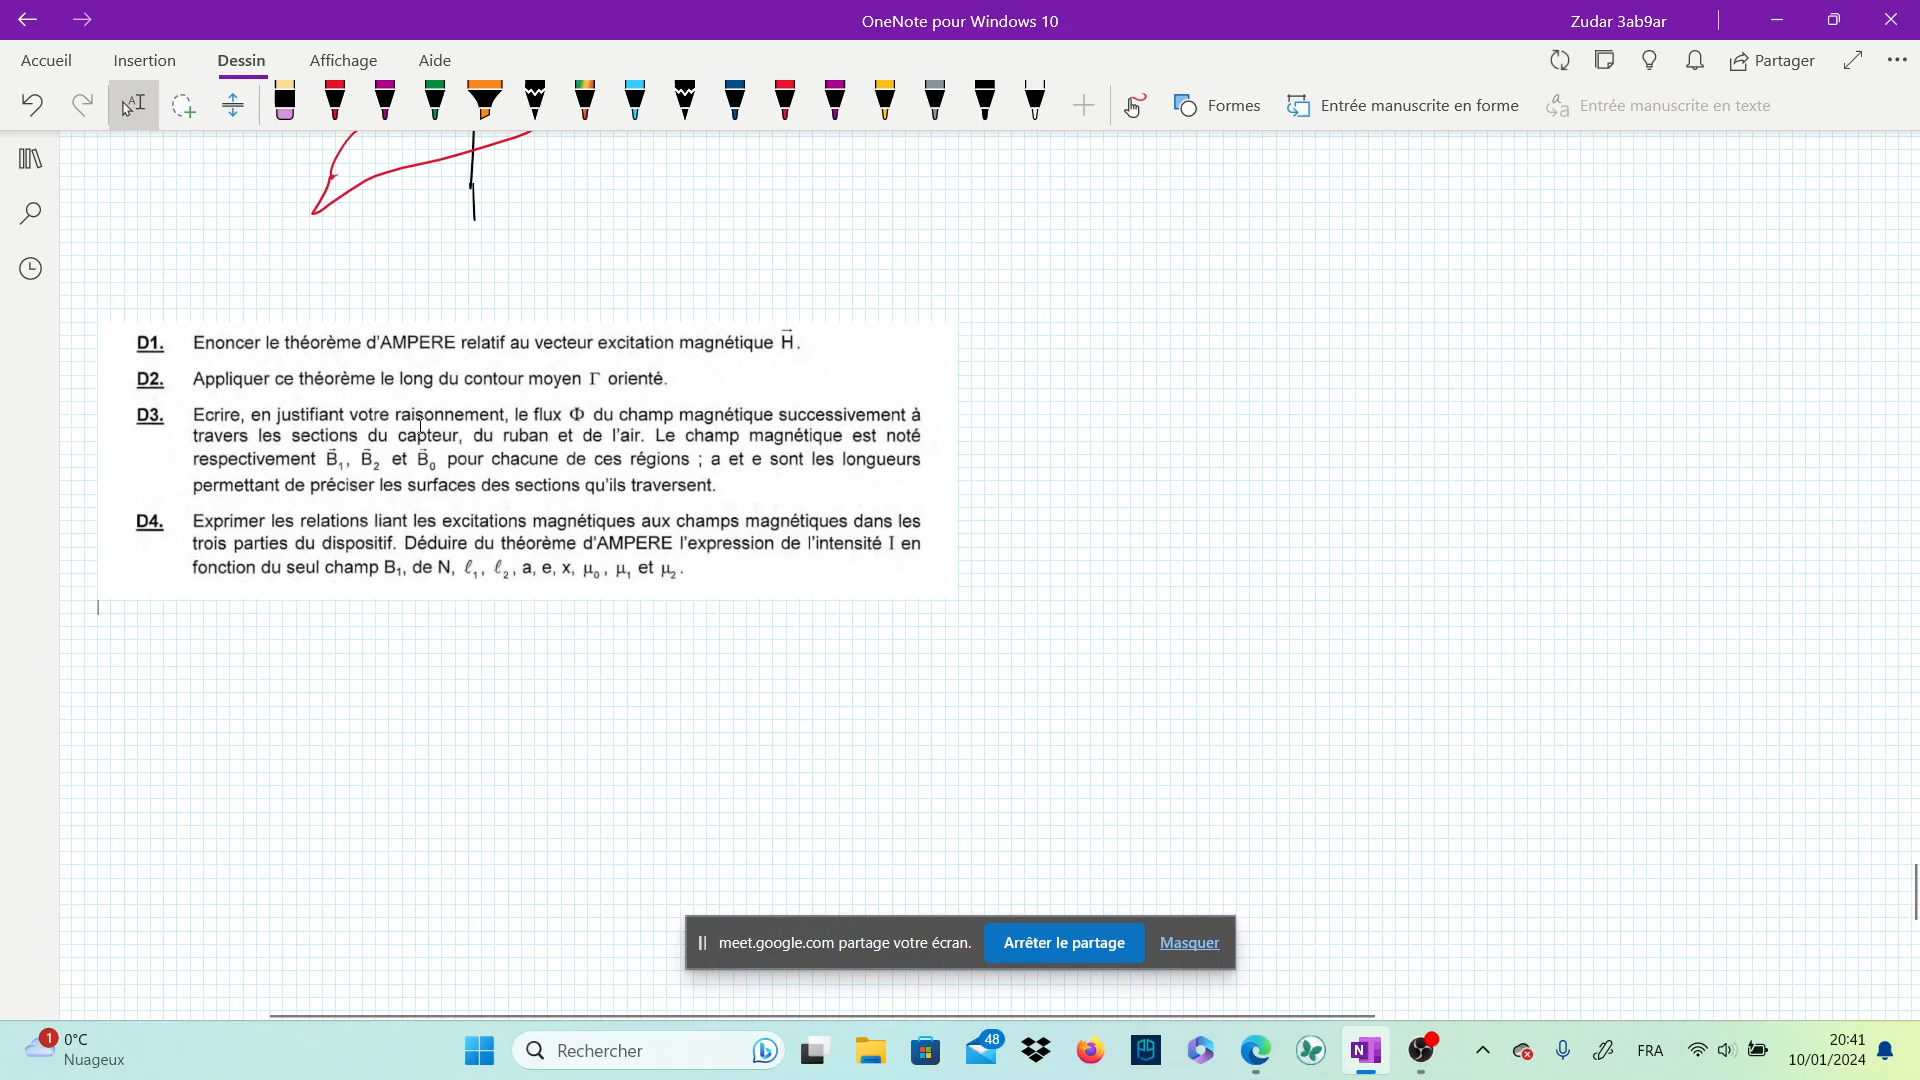 OneNote pour Windows 10
Zudar 3ab9ar
Accueil Insertion Dessin Affichage Aide
Partager
Formes Entrée manuscrite en forme Entrée manuscrite en texte
D1. Enoncer le théorème d'AMPERE relatif au vecteur excitation magnétique H⃗.
D2. Appliquer ce théorème le long du contour moyen Γ orienté.
D3. Ecrire, en justifiant votre raisonnement, le flux Φ du champ magnétique successivement à
travers les sections du capteur, du ruban et de l'air. Le champ magnétique est noté
respectivement B⃗₁, B⃗₂ et B⃗₀ pour chacune de ces régions ; a et e sont les longueurs
permettant de préciser les surfaces des sections qu'ils traversent.
D4. Exprimer les relations liant les excitations magnétiques aux champs magnétiques dans les
trois parties du dispositif. Déduire du théorème d'AMPERE l'expression de l'intensité I en
fonction du seul champ B₁, de N, ℓ₁, ℓ₂, a, e, x, μ₀, μ₁ et μ₂.
meet.google.com partage votre écran. Arrêter le partage Masquer
1 0°C
Nuageux
Rechercher
48
FRA
20:41
10/01/2024